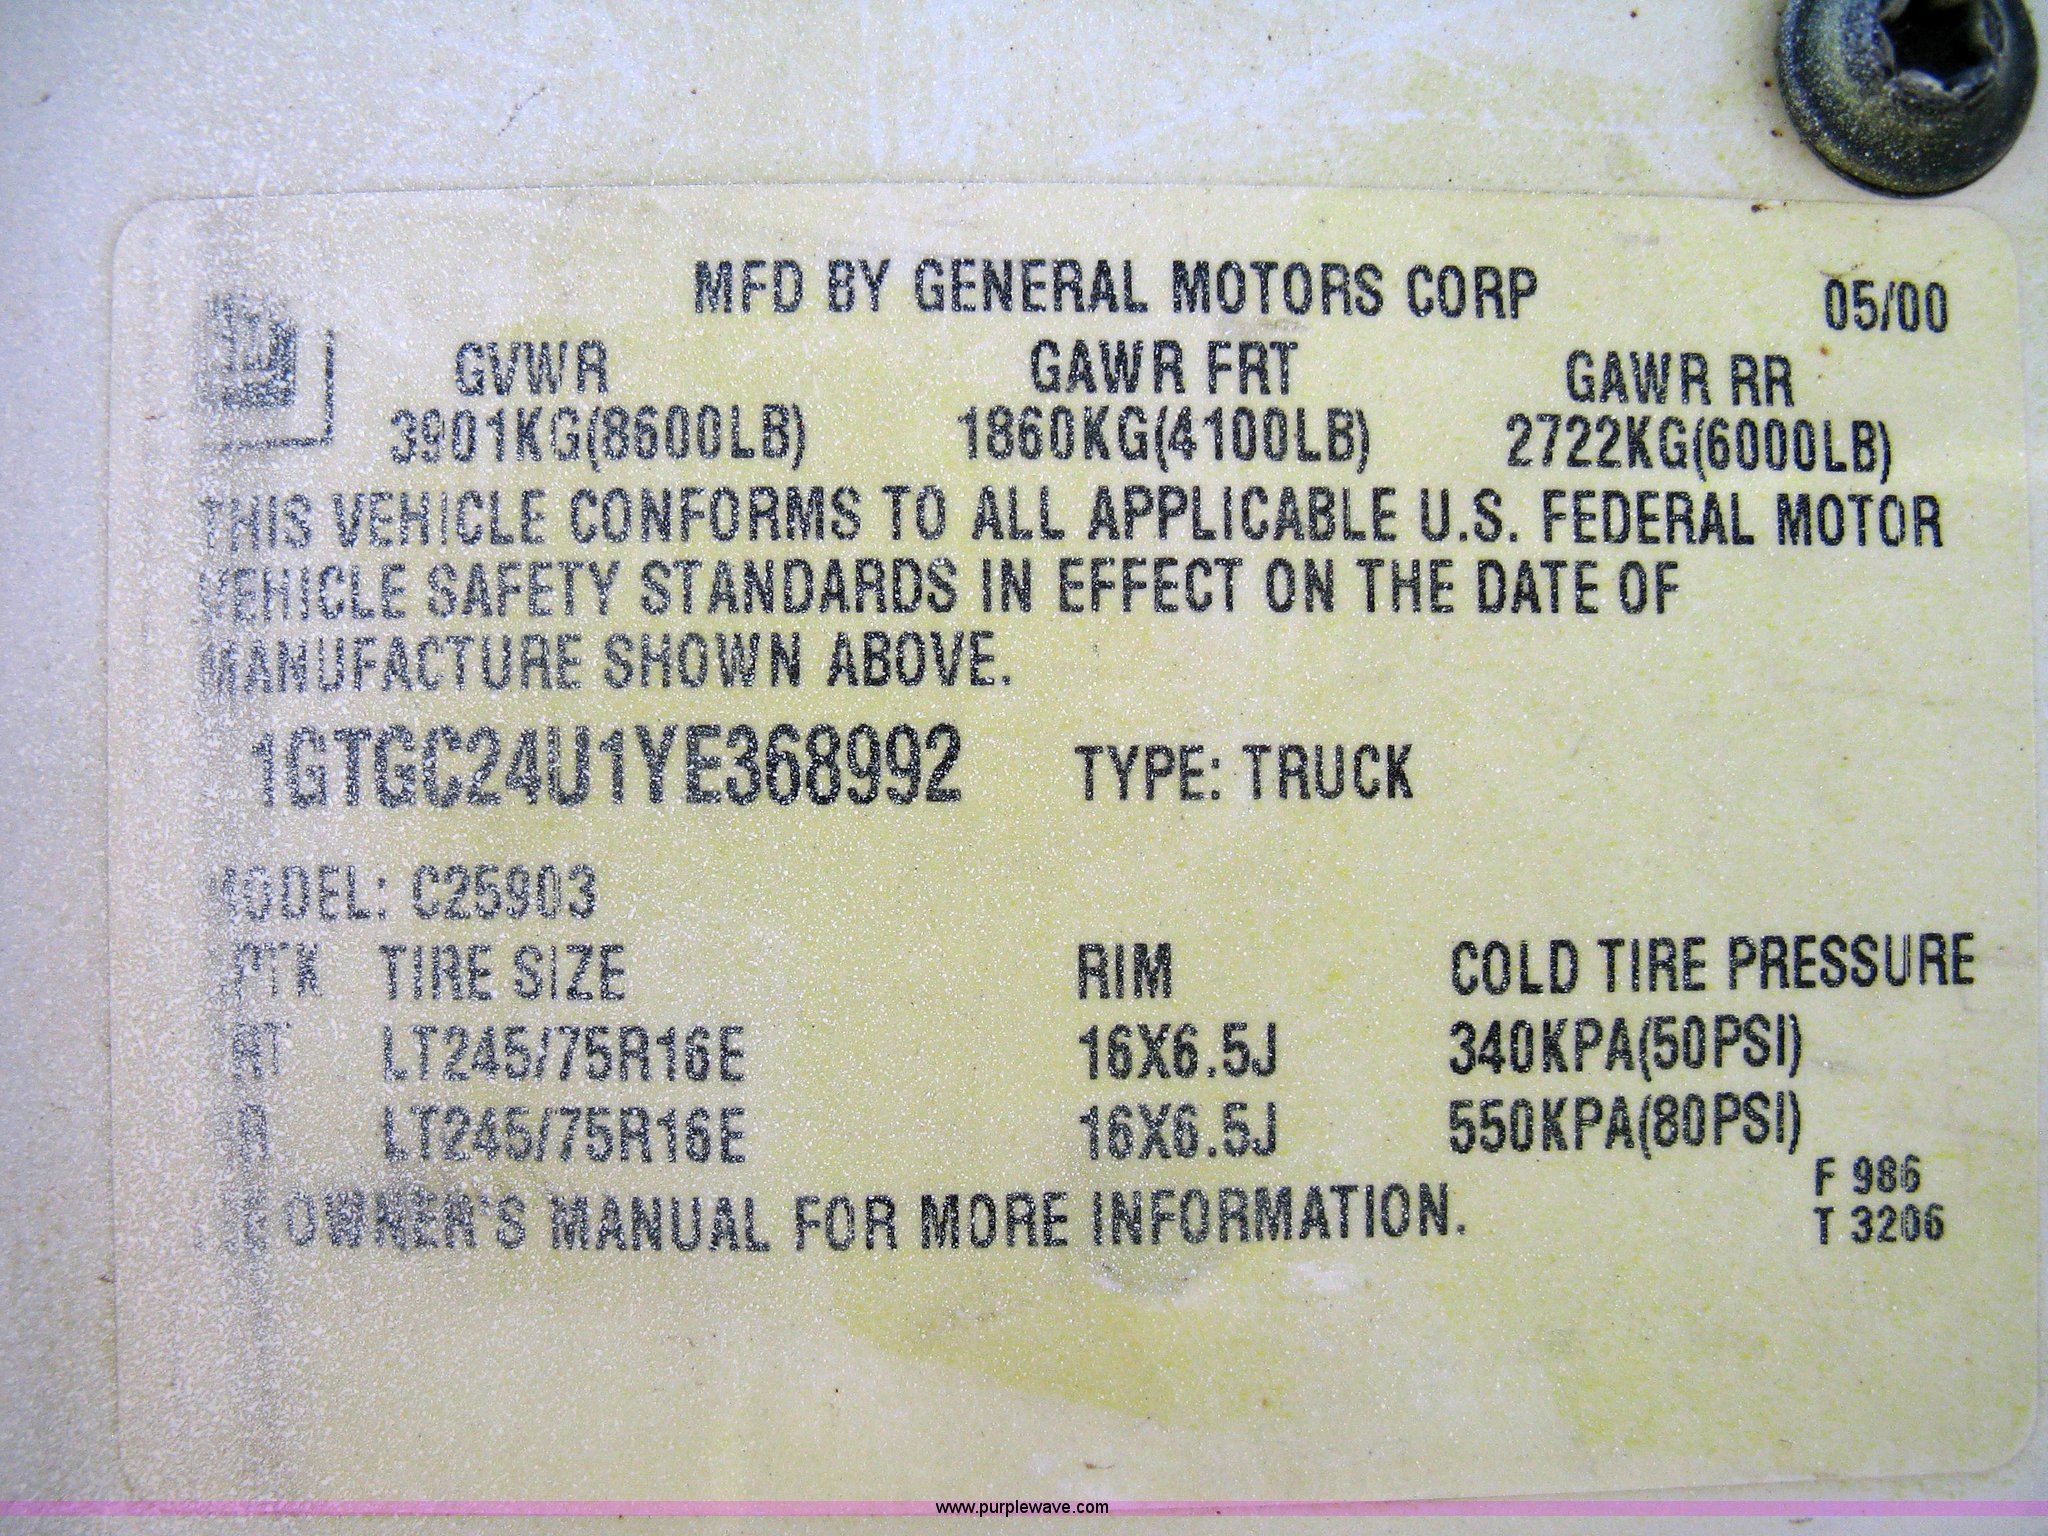 MFD BY GENERAL MOTORS CORP 05/00
GVWR GAWR FRT GAWR RR
3901KG(8600LB) 1860KG(4100LB) 2722KG(6000LB)
THIS VEHICLE CONFORMS TO ALL APPLICABLE U.S. FEDERAL MOTOR
VEHICLE SAFETY STANDARDS IN EFFECT ON THE DATE OF
MANUFACTURE SHOWN ABOVE.
1GTGC24U1YE368992 TYPE: TRUCK
MODEL: C25903
TIRE SIZE RIM COLD TIRE PRESSURE
LT245/75R16E 16X6.5J 340KPA(50PSI)
LT245/75R16E 16X6.5J 550KPA(80PSI)
OWNER'S MANUAL FOR MORE INFORMATION.
F 986
T 3206
www.purplewave.com